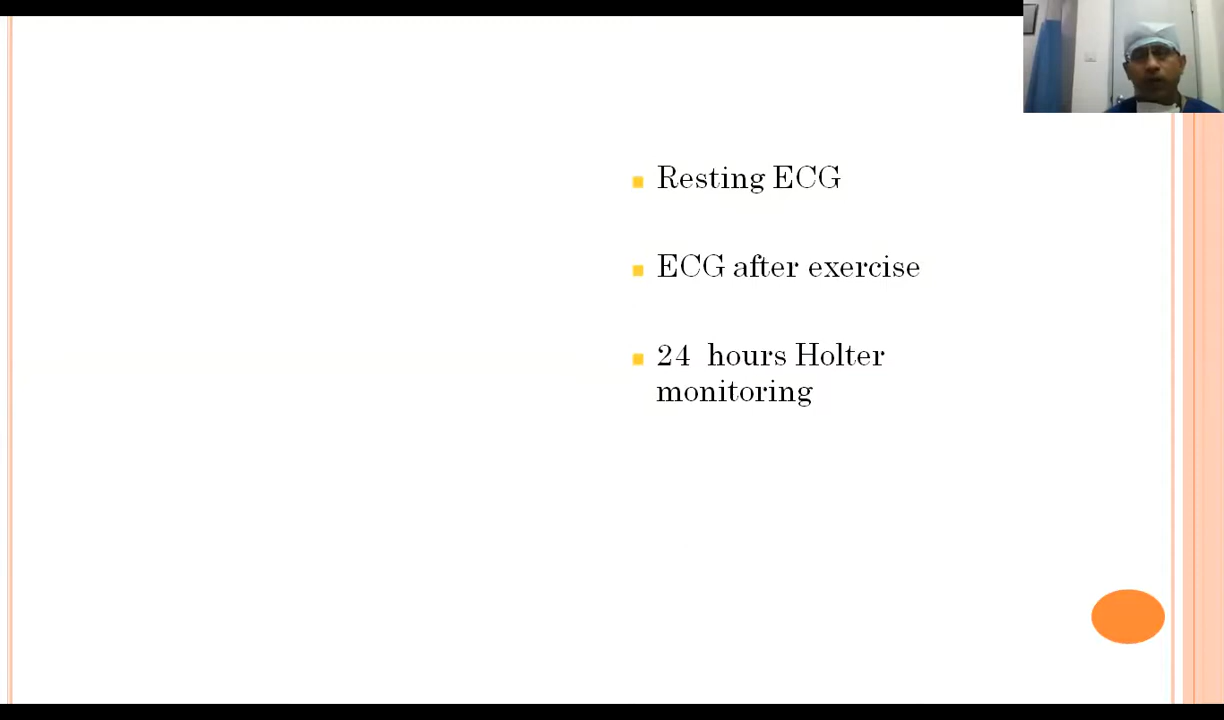 Resting ECG
ECG after exercise
24 hours Holter
monitoring